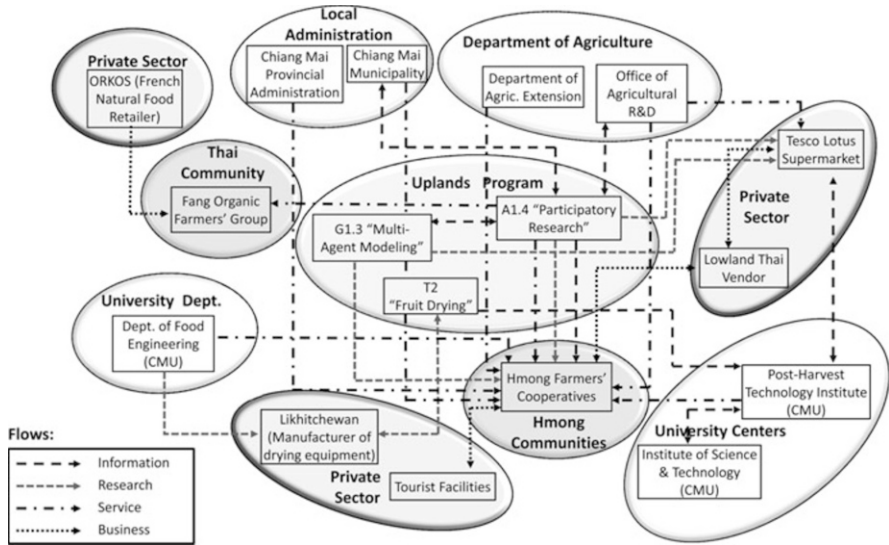 Private Sector
ORKOS (French
Natural Food
Retailer)
Local
Administration
Chiang Mai
Provincial
Administration
Chiang Mai
Municipality
Department of Agriculture
Department of
Agric. Extension
Office of
Agricultural
R&D
Thai
Community
Fang Organic
Farmers' Group
Uplands Program
A1.4 “Participatory
Research”
G1.3 “Multi-
Agent Modeling”
T2
“Fruit Drying”
Tesco Lotus
Supermarket
Private
Sector
Lowland Thai
Vendor
University Dept.
Dept. of Food
Engineering
(CMU)
Hmong Farmers'
Cooperatives
Hmong
Communities
Post-Harvest
Technology Institute
(CMU)
University Centers
Institute of Science
& Technology
(CMU)
Likhitchewan
(Manufacturer of
drying equipment)
Private
Sector
Tourist Facilities
Flows:
Information
Research
Service
Business